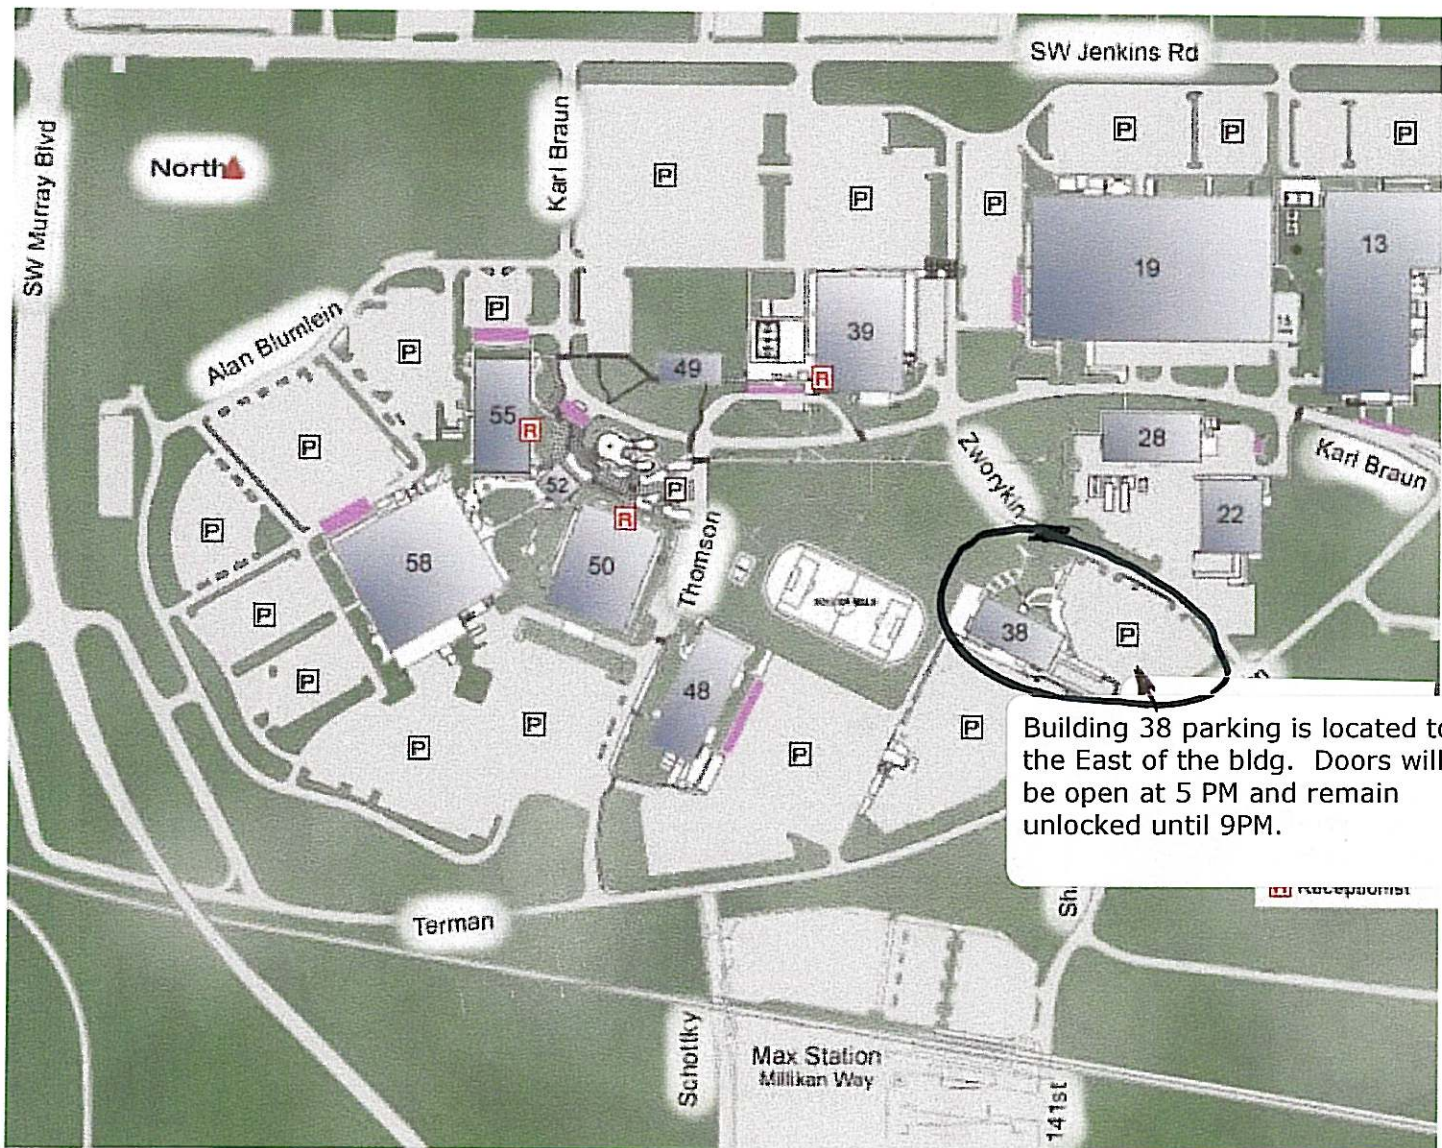 SW Jenkins Rd
SW Murray Blvd
North
Karl Braun
P
P
P
P
P
P
P
19
13
Alan Blumlein
P
P
39
49
R
55
R
P
52
P
R
28
Zworykin
Karl Braun
22
P
58
50
Thomson
38
P
P
P
48
P
P
P
P
Building 38 parking is located to
the East of the bldg. Doors will
be open at 5 PM and remain
unlocked until 9PM.
R Receptionist
Terman
Schottky
Max Station
Millikan Way
141st